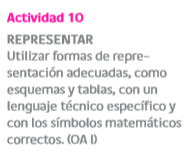 Actividad 10
REPRESENTAR
Utilizar formas de repre-
sentación adecuadas, como
esquemas y tablas, con un
lenguaje técnico específico y
con los símbolos matemáticos
correctos. (OA l)